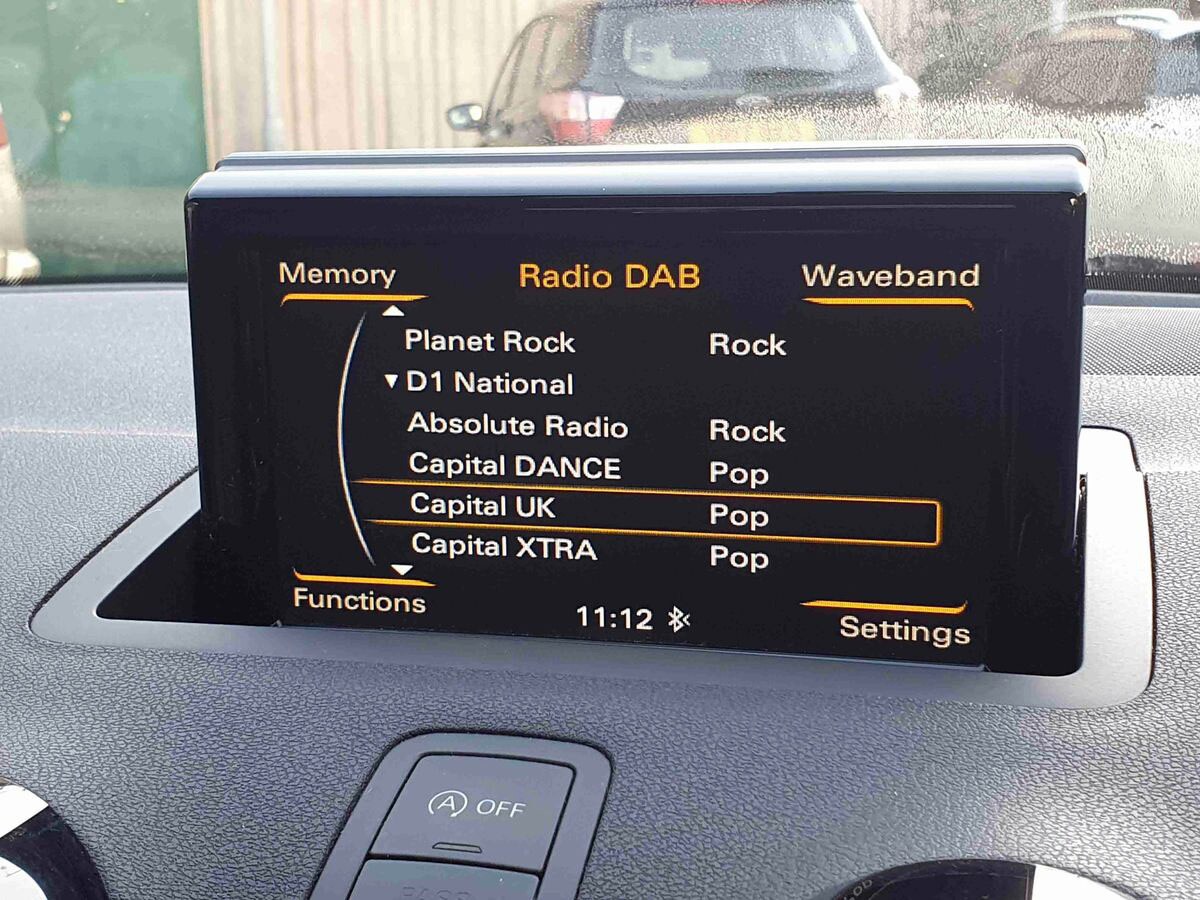 Memory Radio DAB Waveband
Planet Rock Rock
▼ D1 National
Absolute Radio Rock
Capital DANCE Pop
Capital UK Pop
Capital XTRA Pop
Functions 11:12 Settings
A OFF